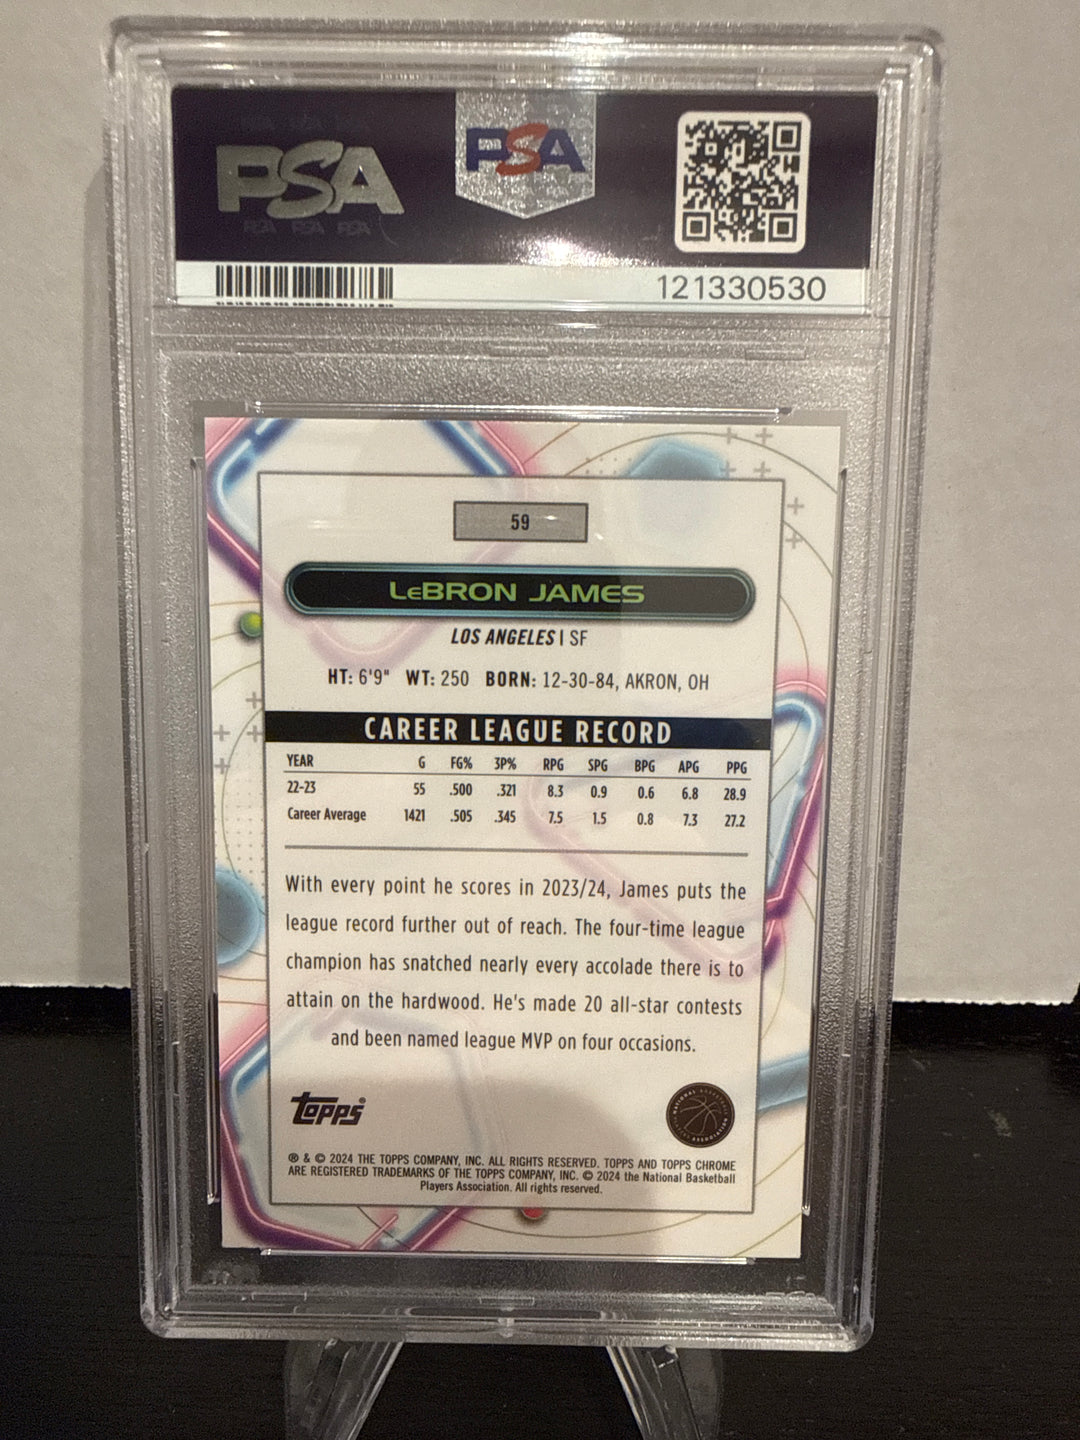 PSA
PSA
PSA PSA PSA
121330530
59
LeBRON JAMES
LOS ANGELES | SF
HT: 6'9" WT: 250 BORN: 12-30-84, AKRON, OH
CAREER LEAGUE RECORD
YEAR G FG% 3P% RPG SPG BPG APG PPG
22-23 55 .500 .321 8.3 0.9 0.6 6.8 28.9
Career Average 1421 .505 .345 7.5 1.5 0.8 7.3 27.2
With every point he scores in 2023/24, James puts the
league record further out of reach. The four-time league
champion has snatched nearly every accolade there is to
attain on the hardwood. He's made 20 all-star contests
and been named league MVP on four occasions.
Topps®
NATIONAL BASKETBALL
PLAYERS ASSOCIATION
® & © 2024 THE TOPPS COMPANY, INC. ALL RIGHTS RESERVED. TOPPS AND TOPPS CHROME
ARE REGISTERED TRADEMARKS OF THE TOPPS COMPANY, INC. © 2024 the National Basketball
Players Association. All rights reserved.